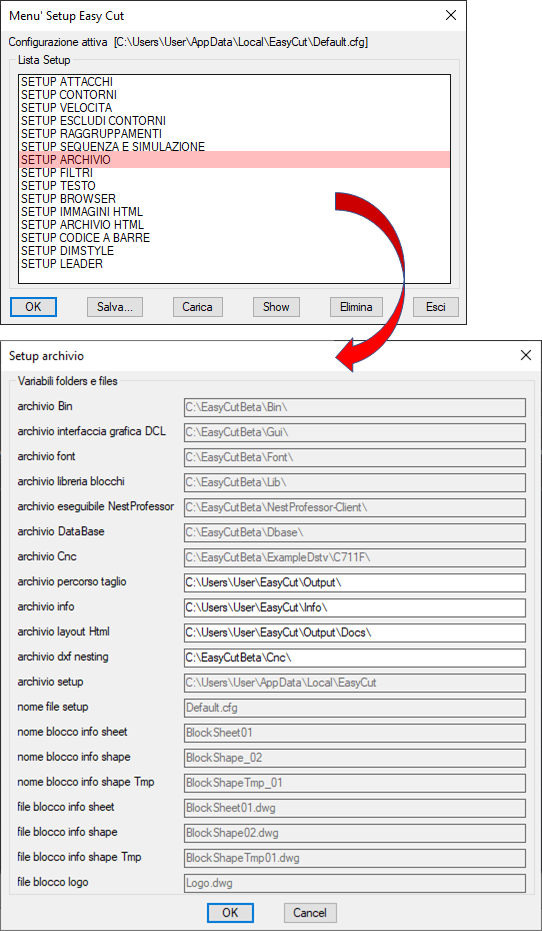 Menu' Setup Easy Cut
Configurazione attiva [C:\Users\User\AppData\Local\EasyCut\Default.cfg]
Lista Setup
SETUP ATTACCHI
SETUP CONTORNI
SETUP VELOCITA
SETUP ESCLUDI CONTORNI
SETUP RAGGRUPPAMENTI
SETUP SEQUENZA E SIMULAZIONE
SETUP ARCHIVIO
SETUP FILTRI
SETUP TESTO
SETUP BROWSER
SETUP IMMAGINI HTML
SETUP ARCHIVIO HTML
SETUP CODICE A BARRE
SETUP DIMSTYLE
SETUP LEADER
OK Salva... Carica Show Elimina Esci
Setup archivio
Variabili folders e files
archivio Bin C:\EasyCutBeta\Bin\
archivio interfaccia grafica DCL C:\EasyCutBeta\Gui\
archivio font C:\EasyCutBeta\Font\
archivio libreria blocchi C:\EasyCutBeta\Lib\
archivio eseguibile NestProfessor C:\EasyCutBeta\NestProfessor-Client\
archivio DataBase C:\EasyCutBeta\Dbase\
archivio Cnc C:\EasyCutBeta\ExampleDstv\C711F\
archivio percorso taglio C:\Users\User\EasyCut\Output\
archivio info C:\Users\User\EasyCut\Info\
archivio layout Html C:\Users\User\EasyCut\Output\Docs\
archivio dxf nesting C:\EasyCutBeta\Cnc\
archivio setup C:\Users\User\AppData\Local\EasyCut
nome file setup Default.cfg
nome blocco info sheet BlockSheet01
nome blocco info shape BlockShape_02
nome blocco info shape Tmp BlockShapeTmp_01
file blocco info sheet BlockSheet01.dwg
file blocco info shape BlockShape02.dwg
file blocco info shape Tmp BlockShapeTmp01.dwg
file blocco logo Logo.dwg
OK Cancel